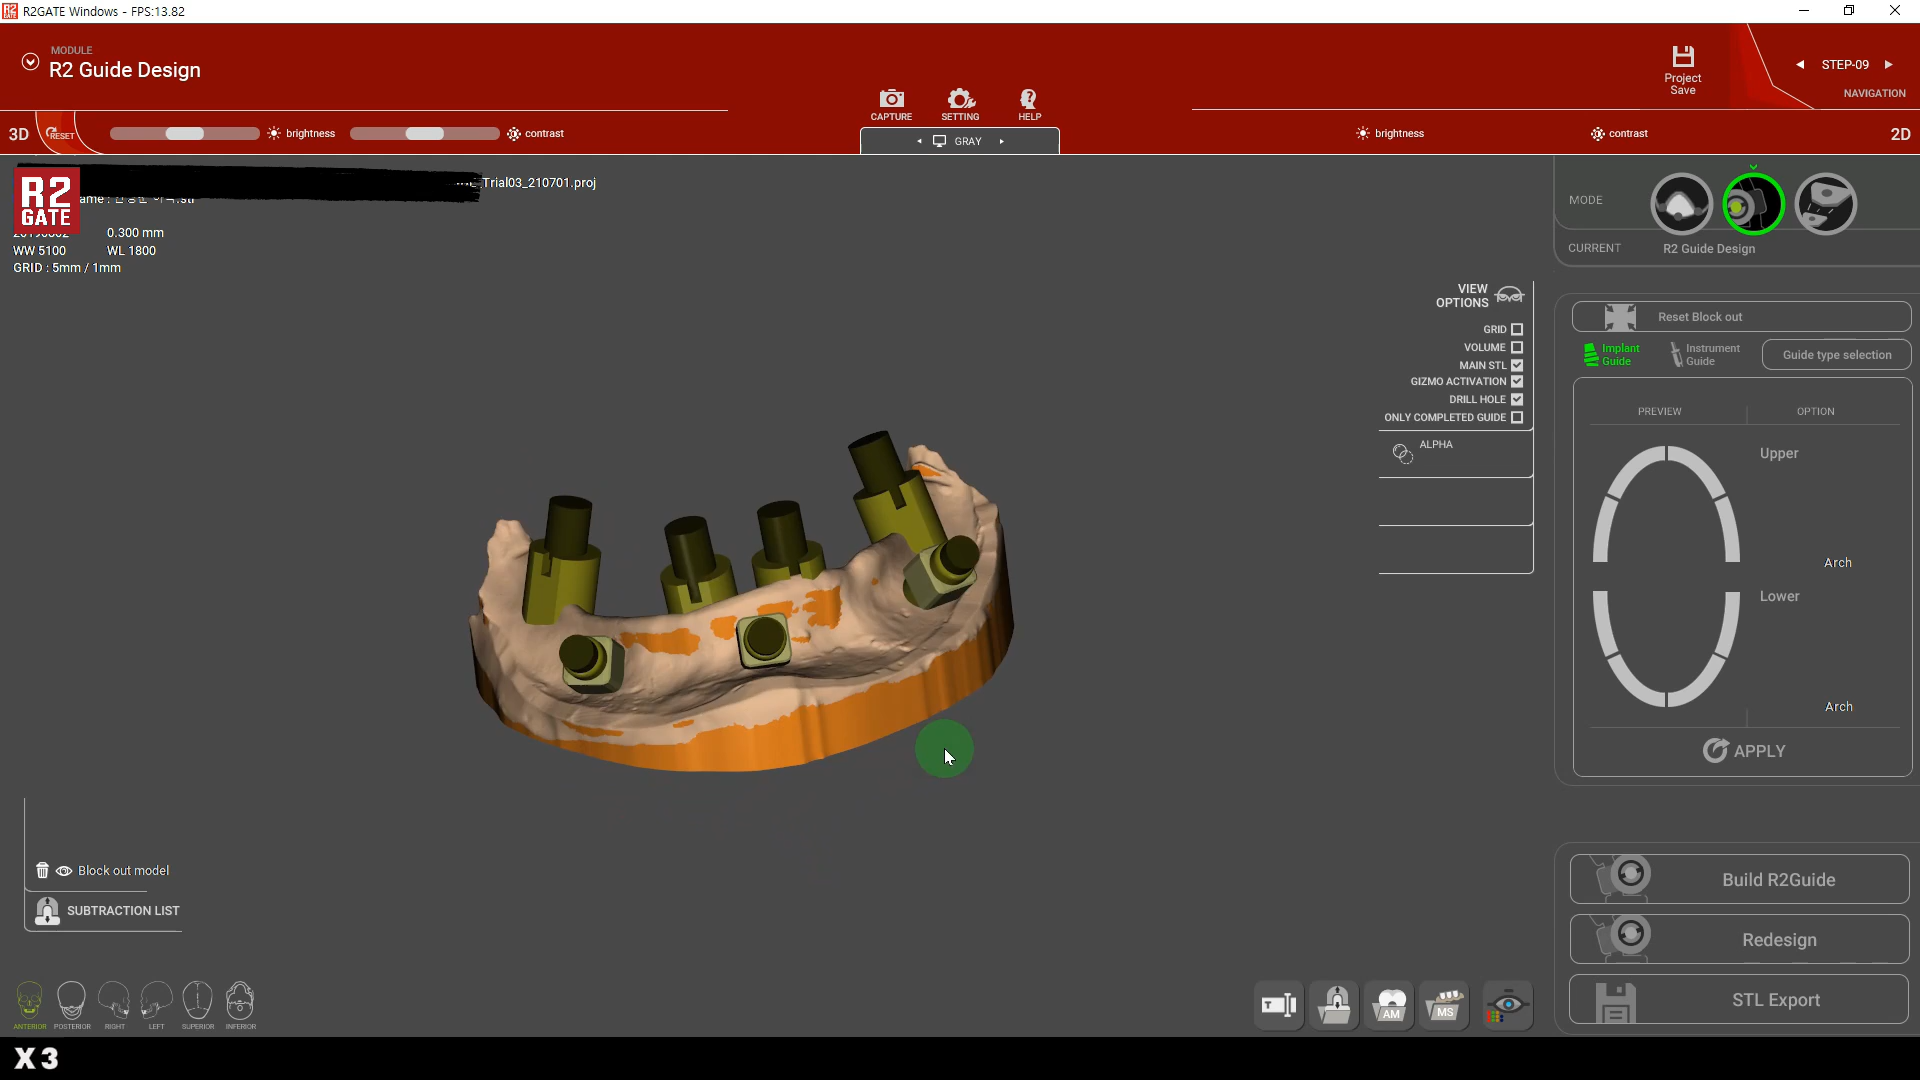 R2GATE Windows - FPS:13.82
MODULE
R2 Guide Design
Project
Save
STEP-09
NAVIGATION
CAPTURE
SETTING
HELP
3D
RESET
brightness
contrast
GRAY
brightness
contrast
2D
R2
GATE
Trial03_210701.proj
0.300 mm
WW 5100
WL 1800
GRID : 5mm / 1mm
MODE
CURRENT
R2 Guide Design
VIEW
OPTIONS
GRID
VOLUME
MAIN STL
GIZMO ACTIVATION
DRILL HOLE
ONLY COMPLETED GUIDE
ALPHA
Reset Block out
Implant
Guide
Instrument
Guide
Guide type selection
PREVIEW
OPTION
Upper
Arch
Lower
Arch
APPLY
Block out model
SUBTRACTION LIST
Build R2Guide
Redesign
STL Export
ANTERIOR
POSTERIOR
RIGHT
LEFT
SUPERIOR
INFERIOR
T
AM
MS
X 3